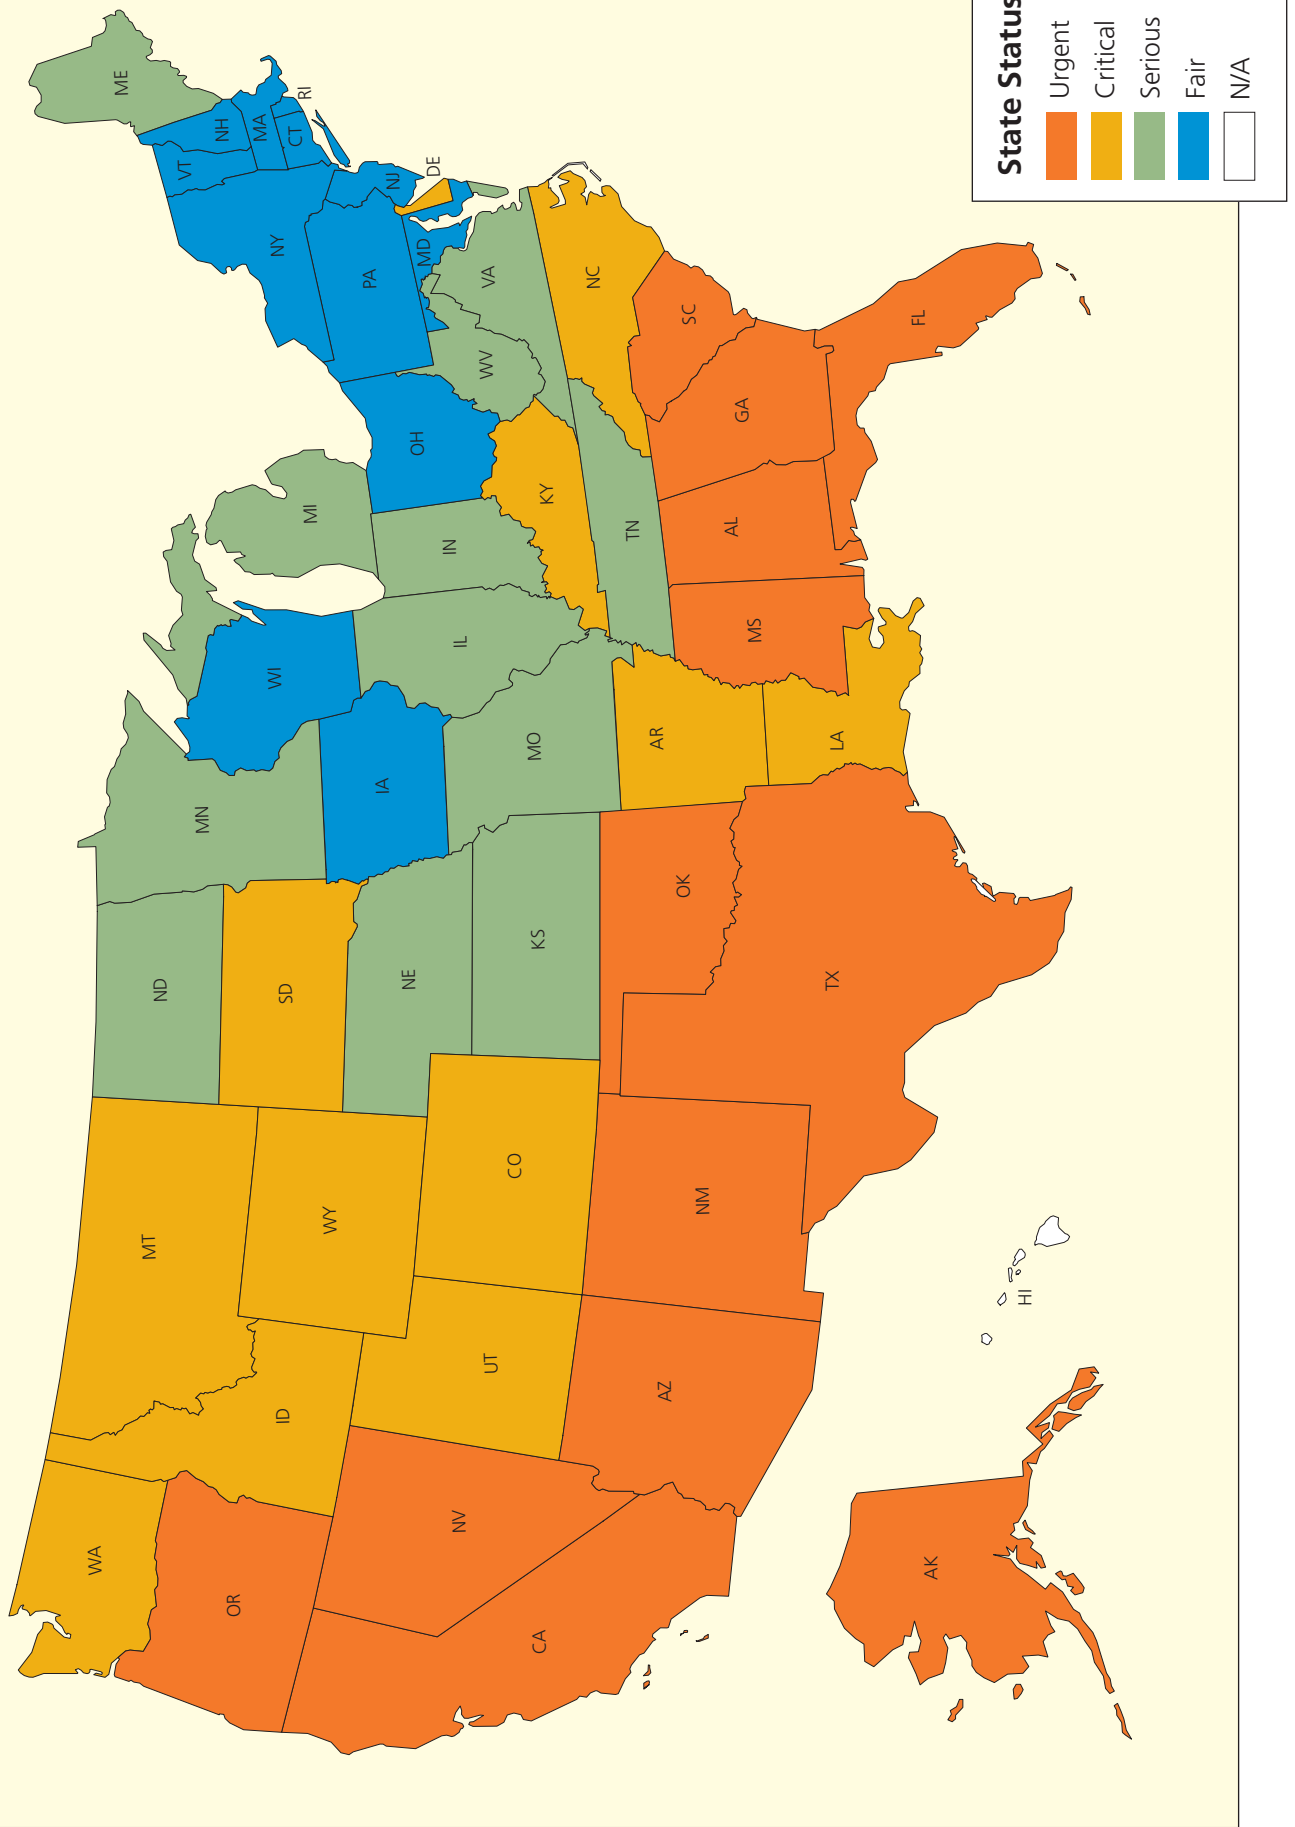 WA
OR
CA
NV
ID
MT
WY
UT
AZ
CO
NM
ND
SD
NE
KS
OK
TX
MN
IA
MO
AR
LA
WI
IL
MI
IN
OH
KY
TN
MS
AL
GA
FL
SC
NC
VA
WV
MD
DE
PA
NJ
NY
CT
RI
MA
VT
NH
ME
AK
HI
State Status
Urgent
Critical
Serious
Fair
N/A